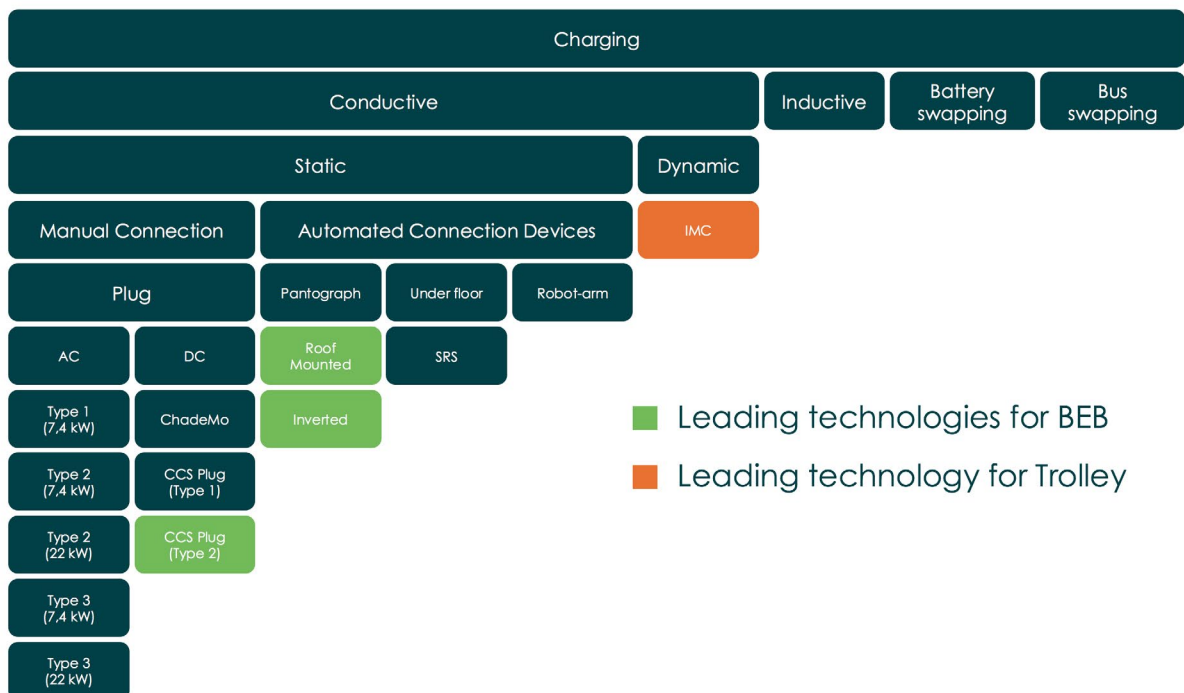 Charging
Conductive
Inductive
Battery
swapping
Bus
swapping
Static
Dynamic
Manual Connection
Automated Connection Devices
IMC
Plug
Pantograph
Under floor
Robot-arm
AC
DC
Roof
Mounted
SRS
Type 1
(7,4 kW)
ChadeMo
Inverted
Type 2
(7,4 kW)
CCS Plug
(Type 1)
Type 2
(22 kW)
CCS Plug
(Type 2)
Type 3
(7,4 kW)
Type 3
(22 kW)
Leading technologies for BEB
Leading technology for Trolley